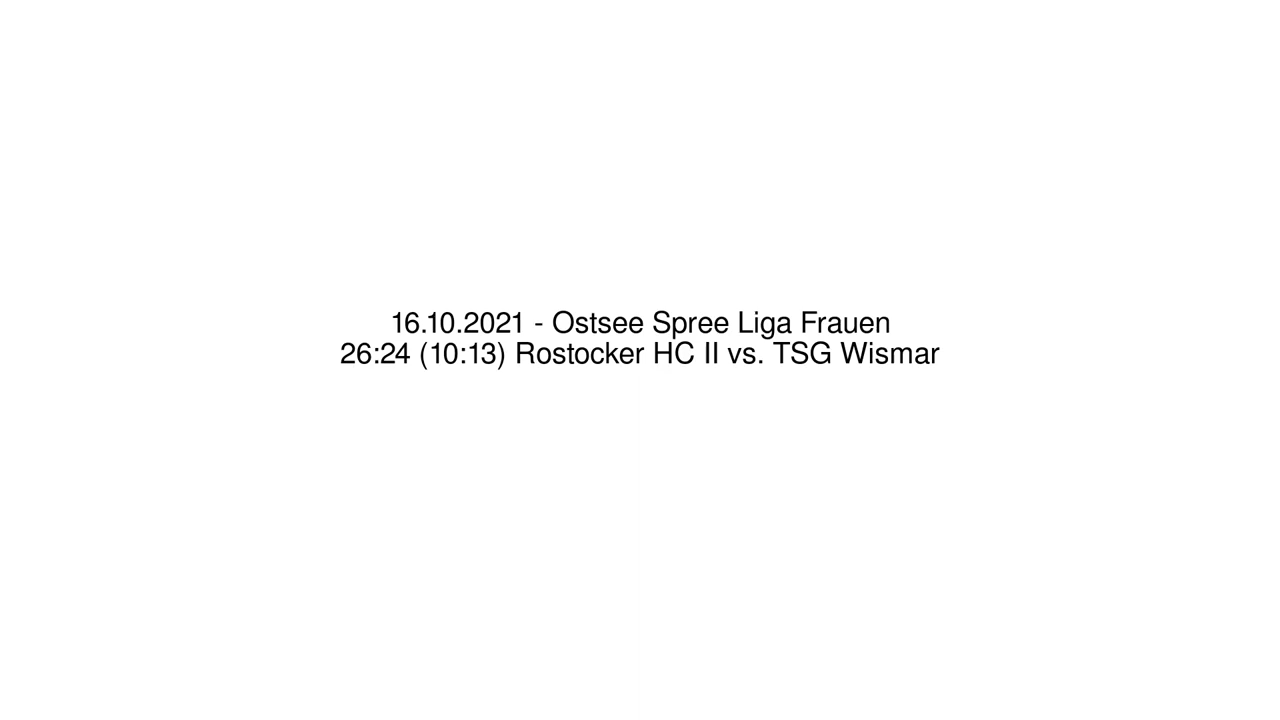 16.10.2021 - Ostsee Spree Liga Frauen
26:24 (10:13) Rostocker HC II vs. TSG Wismar